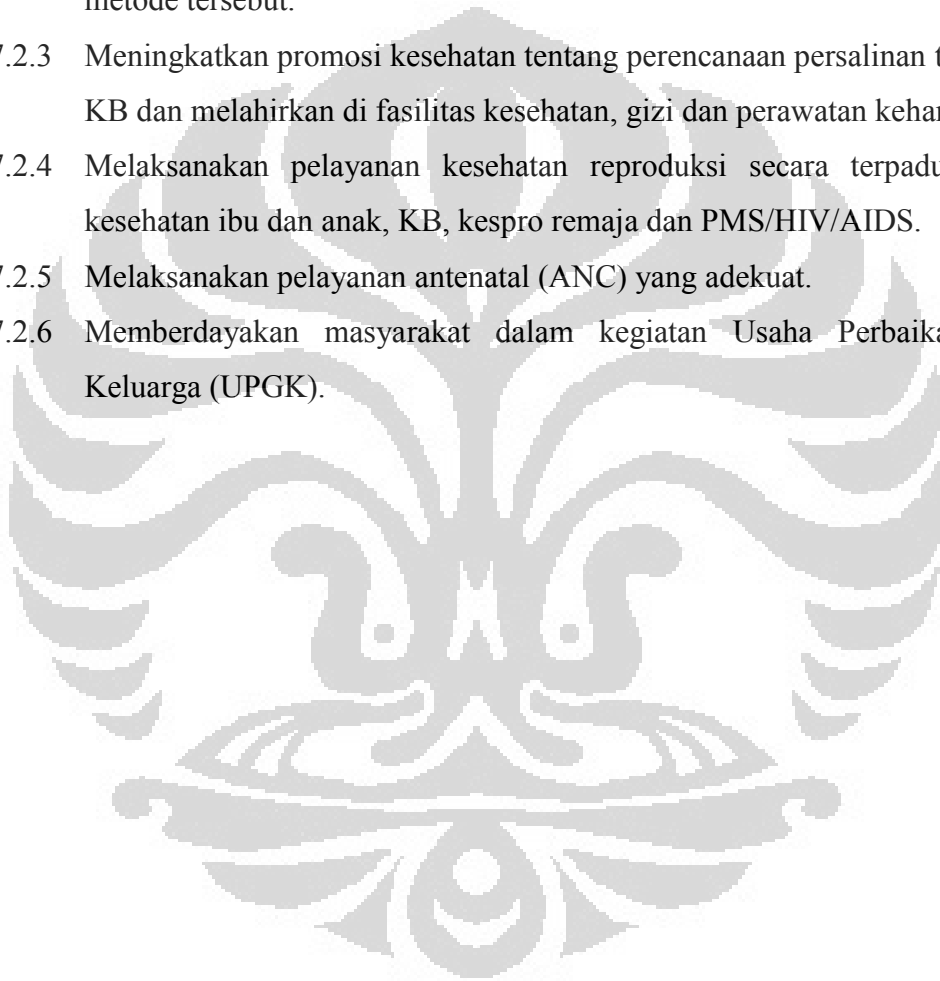 metode tersebut.
7.2.3 Meningkatkan promosi kesehatan tentang perencanaan persalinan
KB dan melahirkan di fasilitas kesehatan, gizi dan perawatan
7.2.4 Melaksanakan pelayanan kesehatan reproduksi secara terpadu
kesehatan ibu dan anak, KB, kespro remaja dan PMS/HIV/AIDS.
7.2.5 Melaksanakan pelayanan antenatal (ANC) yang adekuat.
7.2.6 Memberdayakan masyarakat dalam kegiatan Usaha
Keluarga (UPGK).